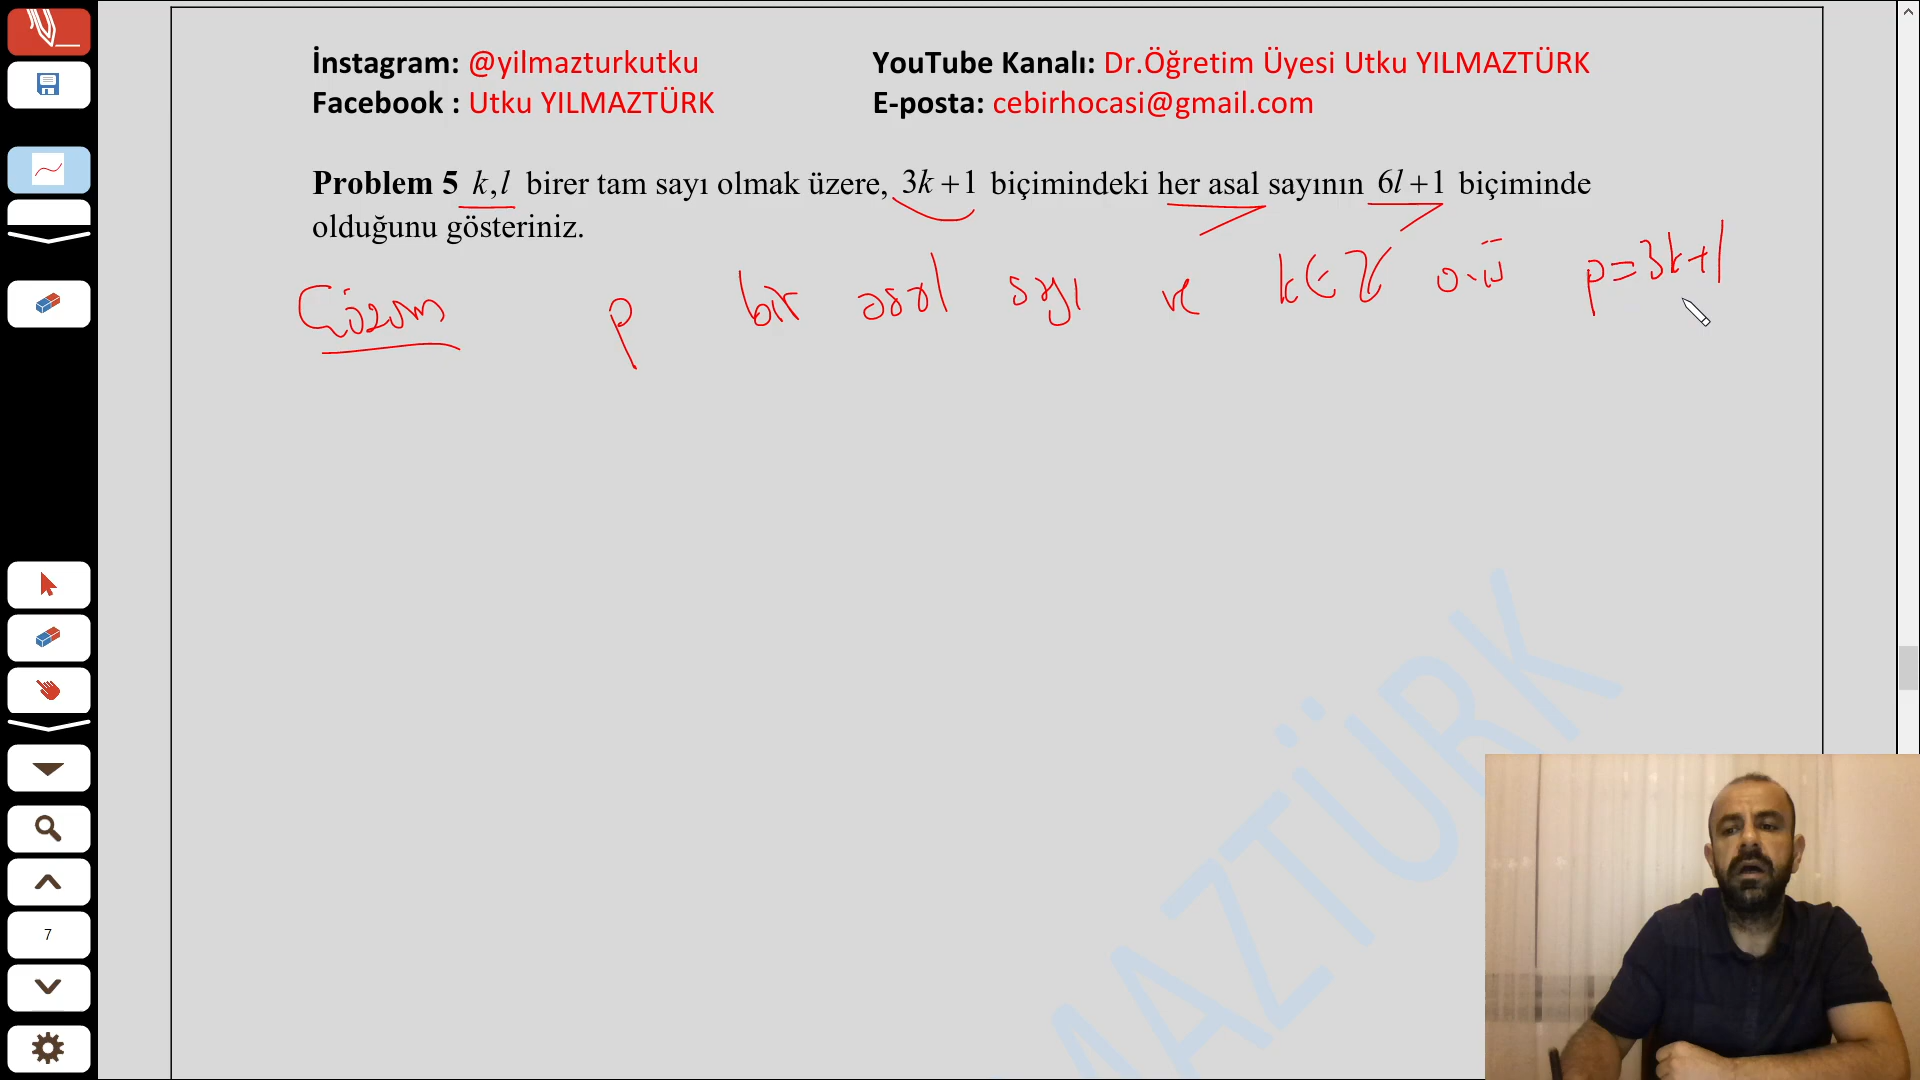 İnstagram: @yilmazturkutku YouTube Kanalı: Dr.Öğretim Üyesi Utku YILMAZTÜRK
Facebook : Utku YILMAZTÜRK E-posta: cebirhocasi@gmail.com
Problem 5 k,l birer tam sayı olmak üzere, 3k+1 biçimindeki her asal sayının 6l+1 biçiminde
olduğunu gösteriniz.
Çözüm p bir asal sayı ve k∈Z o.ü p=3k+1
MAZTÜRK
7